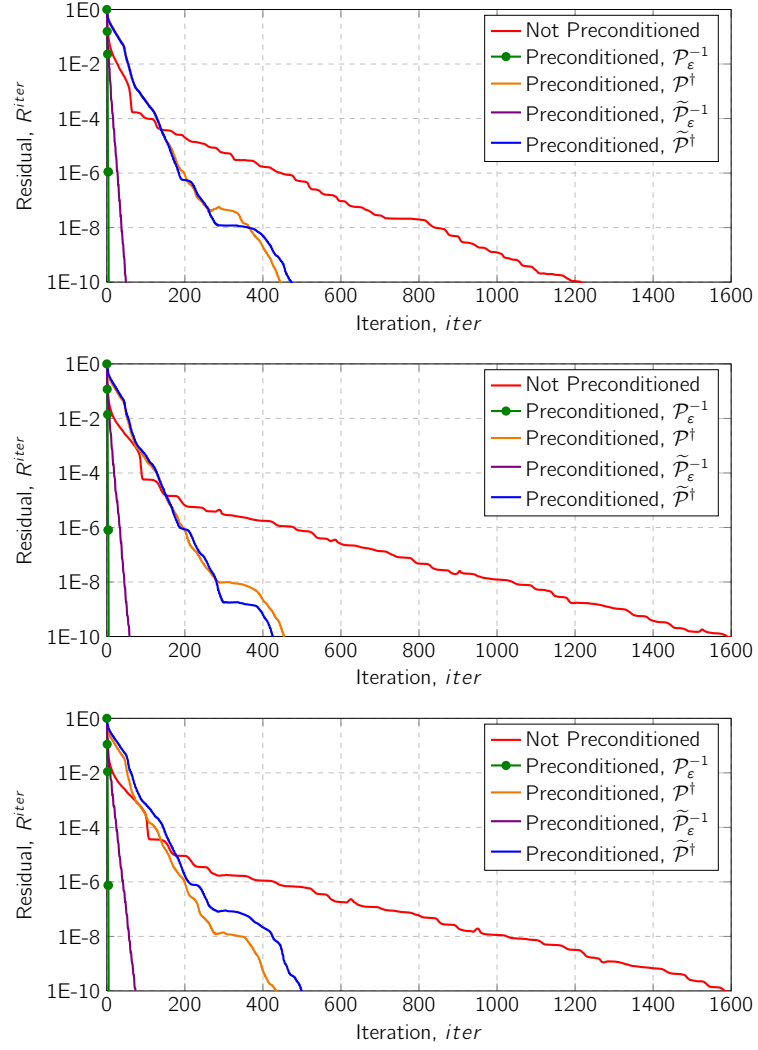 1E0
1E-2
1E-4
1E-6
1E-8
1E-10
Residual, R^iter
0 200 400 600 800 1000 1200 1400 1600
Iteration, iter
Not Preconditioned
Preconditioned, 𝒫_ε^−1
Preconditioned, 𝒫^†
Preconditioned, 𝒫̃_ε^−1
Preconditioned, 𝒫̃^†
1E0
1E-2
1E-4
1E-6
1E-8
1E-10
Residual, R^iter
0 200 400 600 800 1000 1200 1400 1600
Iteration, iter
Not Preconditioned
Preconditioned, 𝒫_ε^−1
Preconditioned, 𝒫^†
Preconditioned, 𝒫̃_ε^−1
Preconditioned, 𝒫̃^†
1E0
1E-2
1E-4
1E-6
1E-8
1E-10
Residual, R^iter
0 200 400 600 800 1000 1200 1400 1600
Iteration, iter
Not Preconditioned
Preconditioned, 𝒫_ε^−1
Preconditioned, 𝒫^†
Preconditioned, 𝒫̃_ε^−1
Preconditioned, 𝒫̃^†